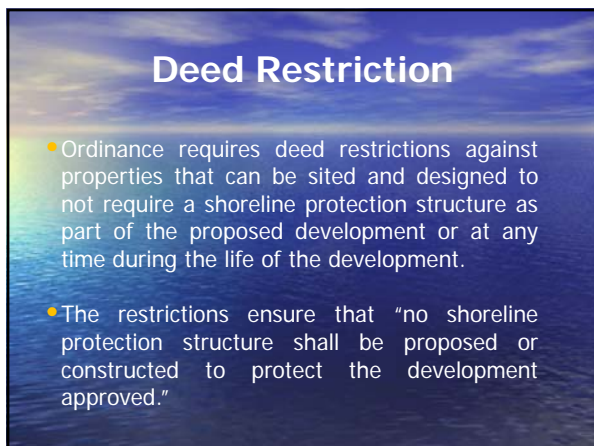 Deed Restriction
•Ordinance requires deed restrictions against
properties that can be sited and designed to
not require a shoreline protection structure as
part of the proposed development or at any
time during the life of the development.
•The restrictions ensure that “no shoreline
protection structure shall be proposed or
constructed to protect the development
approved.”